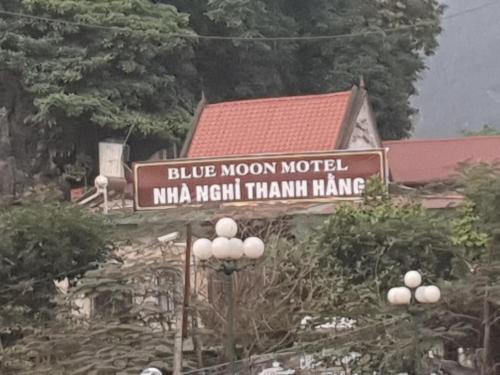 BLUE MOON MOTEL
NHÀ NGHỈ THANH HẰNG